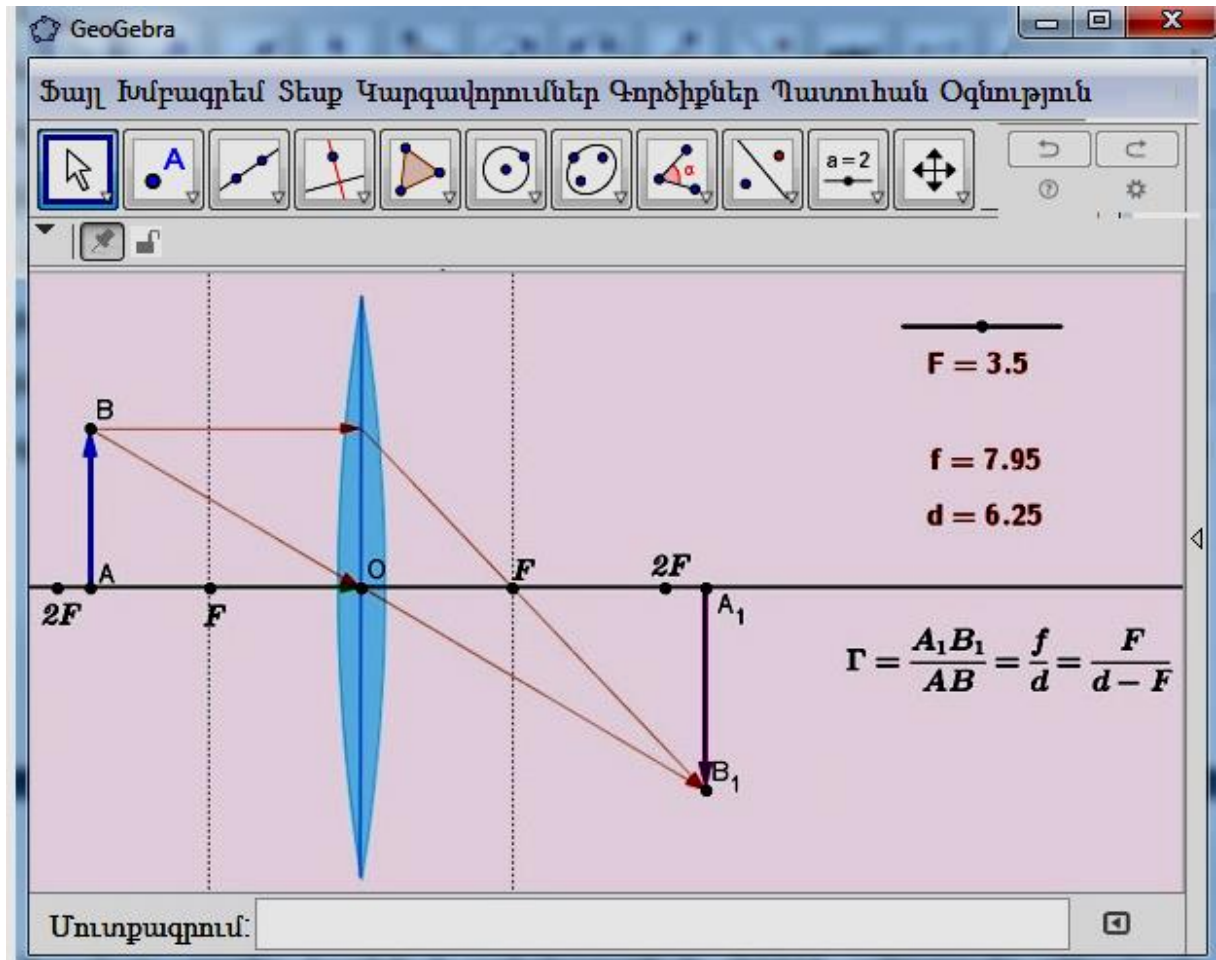 GeoGebra
Ֆայլ Խմբագրեմ Տեսք Կարգավորումներ Գործիքներ Պատուհան Օգնություն
A
α
a = 2
F = 3.5
B
f = 7.95
d = 6.25
A
O
F
2F
2F
F
A₁
Γ = A₁B₁/AB = f/d = F/(d − F)
B₁
Մուտքագրում: